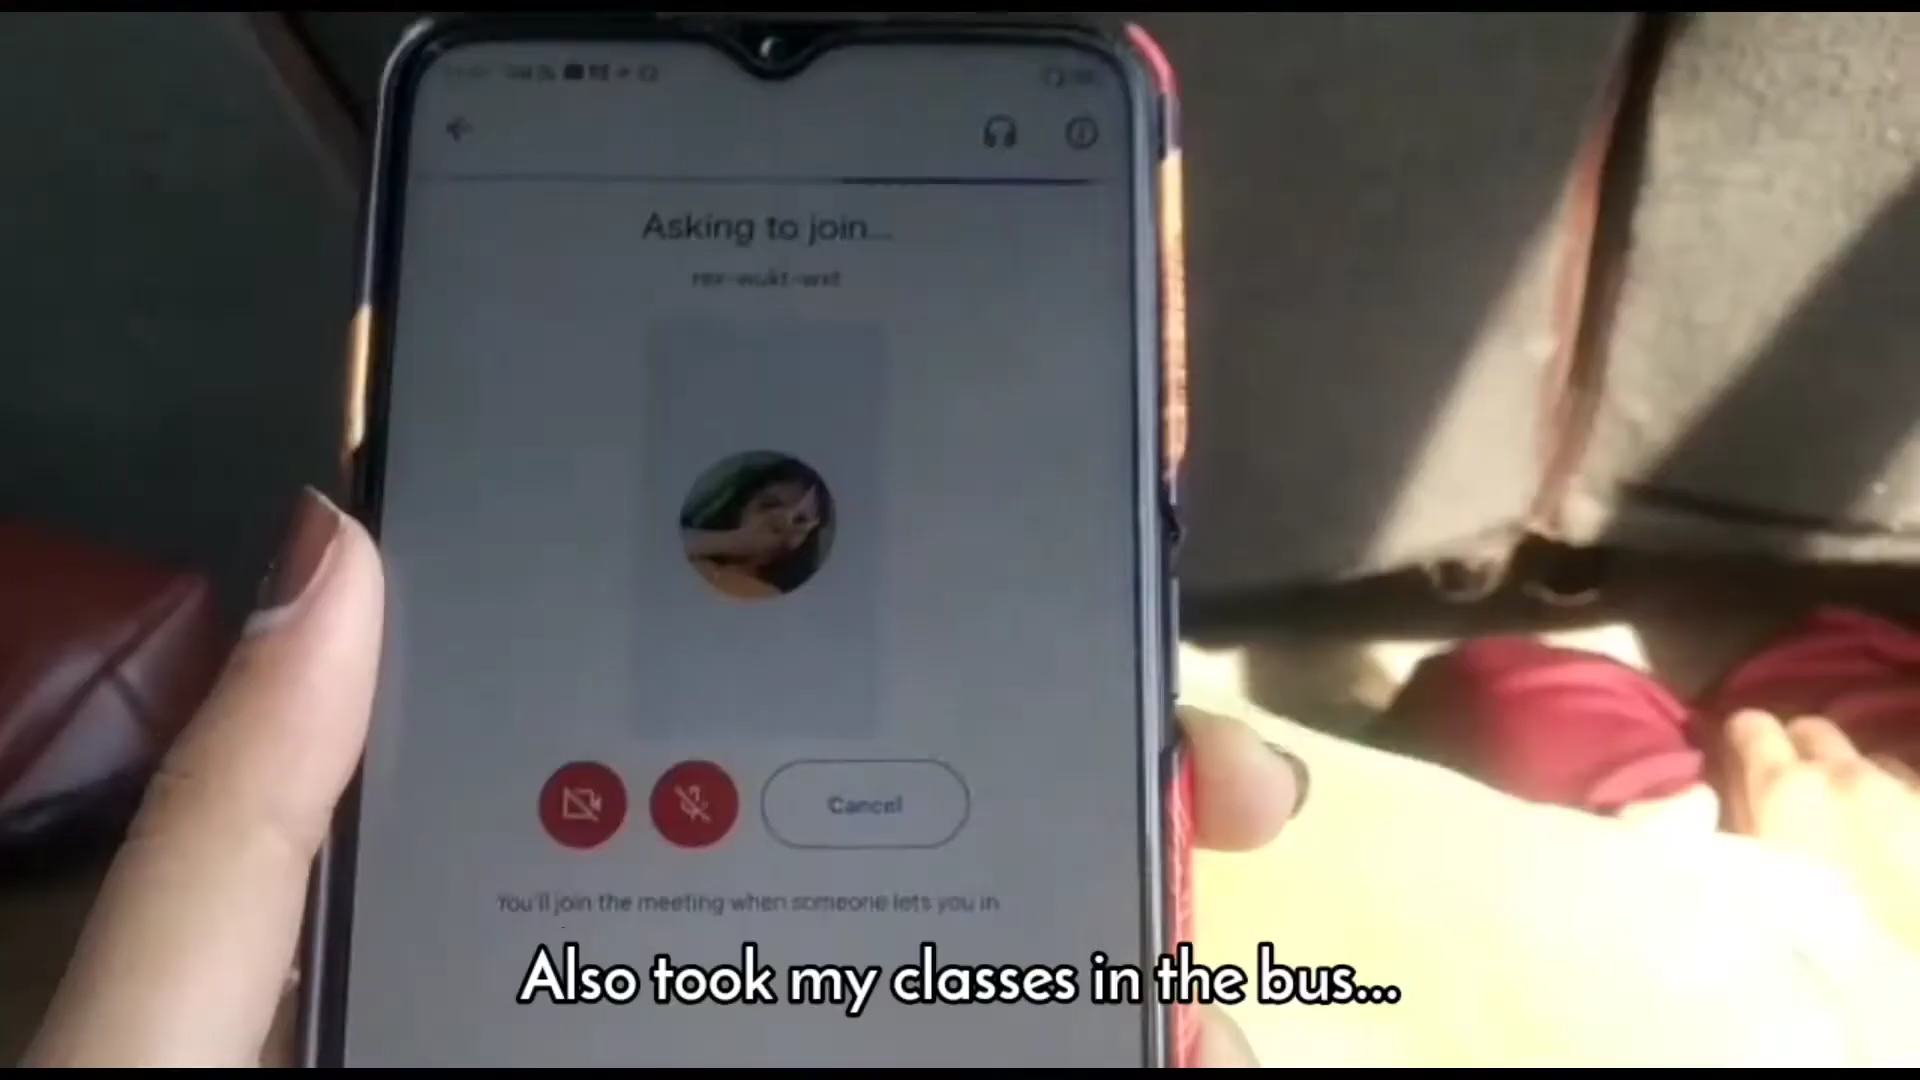 Asking to join...
You'll join the meeting when someone lets you in
Cancel
Also took my classes in the bus...